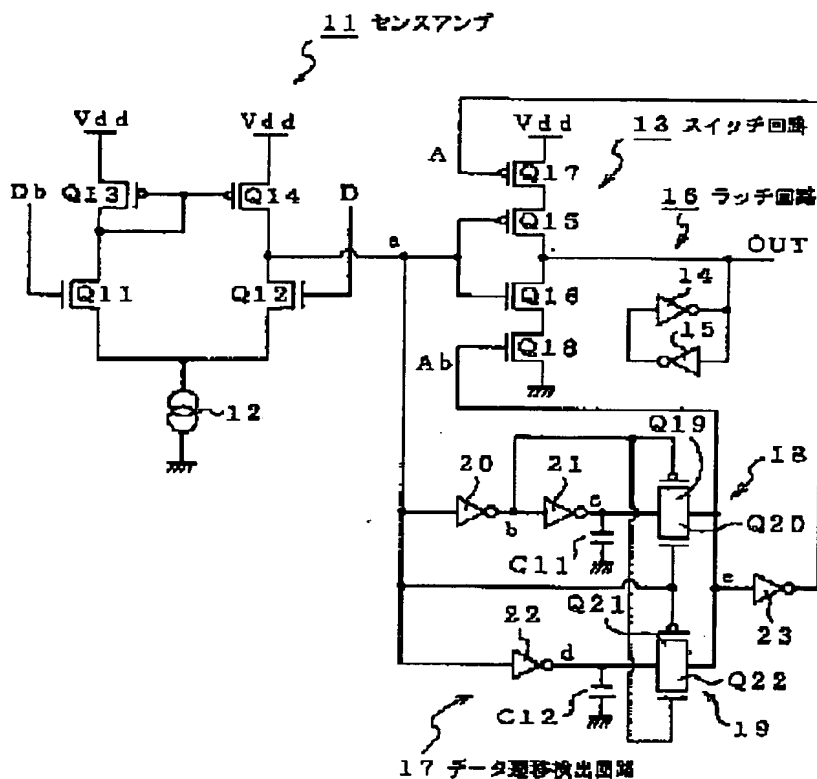 11 センスアンプ
Vdd
Vdd
Vdd
A
13 スイッチ回路
Q17
Db
Q13
Q14
D
Q15
16 ラッチ回路
a
OUT
Q11
Q12
Q16
14
Ab
Q18
15
12
Q19
18
20
21
c
b
Q20
C11
Q21
e
22
23
d
Q22
C12
19
17 データ遷移検出回路